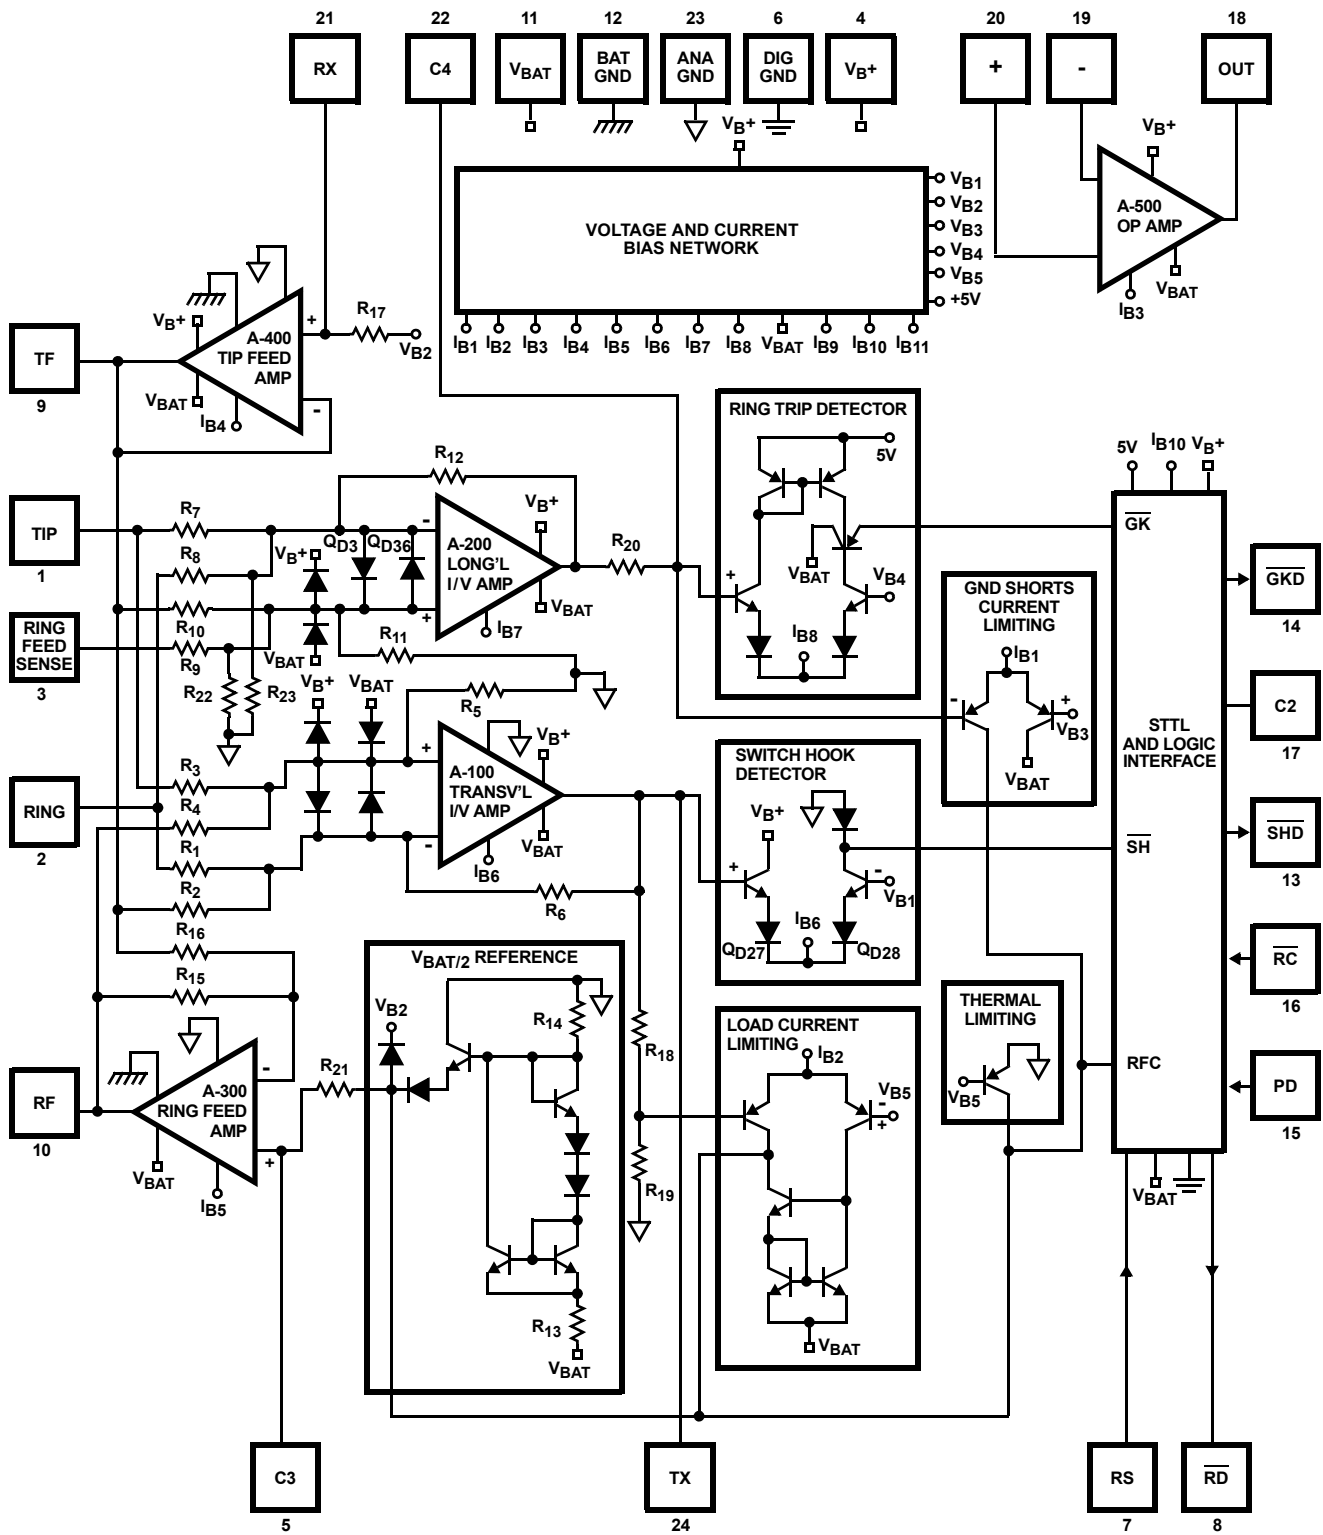 21 22 11 12 23 6 4 20 19 18
RX C4 VBAT BAT GND ANA GND DIG GND VB+ + - OUT
VB+
VOLTAGE AND CURRENT
BIAS NETWORK
VB1
VB2
VB3
VB4
VB5
+5V
IB1 IB2 IB3 IB4 IB5 IB6 IB7 IB8 VBAT IB9 IB10 IB11
VB+
A-500
OP AMP
VBAT
IB3
TF
9
VB+
A-400
TIP FEED
AMP
+
-
R17
VB2
VBAT
IB4
TIP
1
RING
FEED
SENSE
3
RING
2
RF
10
R7
R8
R10
R9
R22
R23
R3
R4
R1
R2
R16
R15
R12
VB+
QD3
QD36
VBAT
-
+
A-200
LONG'L
I/V AMP
VB+
VBAT
IB7
R20
R11
R5
VB+
VBAT
+
-
A-100
TRANSV'L
I/V AMP
VB+
VBAT
IB6
R6
RING TRIP DETECTOR
5V
VBAT
VB4
+
IB8
SWITCH HOOK
DETECTOR
VB+
+
-
VB1
IB6
QD27
QD28
GND SHORTS
CURRENT
LIMITING
IB1
-
+
VB3
VBAT
THERMAL
LIMITING
VB5
LOAD CURRENT
LIMITING
IB2
VB5
-
+
VBAT
R18
R19
VBAT/2 REFERENCE
VB2
R14
R13
VBAT
R21
A-300
RING FEED
AMP
-
+
VBAT
IB5
5V
IB10
VB+
GK
STTL
AND LOGIC
INTERFACE
SH
RFC
VBAT
GKD
14
C2
17
SHD
13
RC
16
PD
15
C3
5
TX
24
RS
7
RD
8